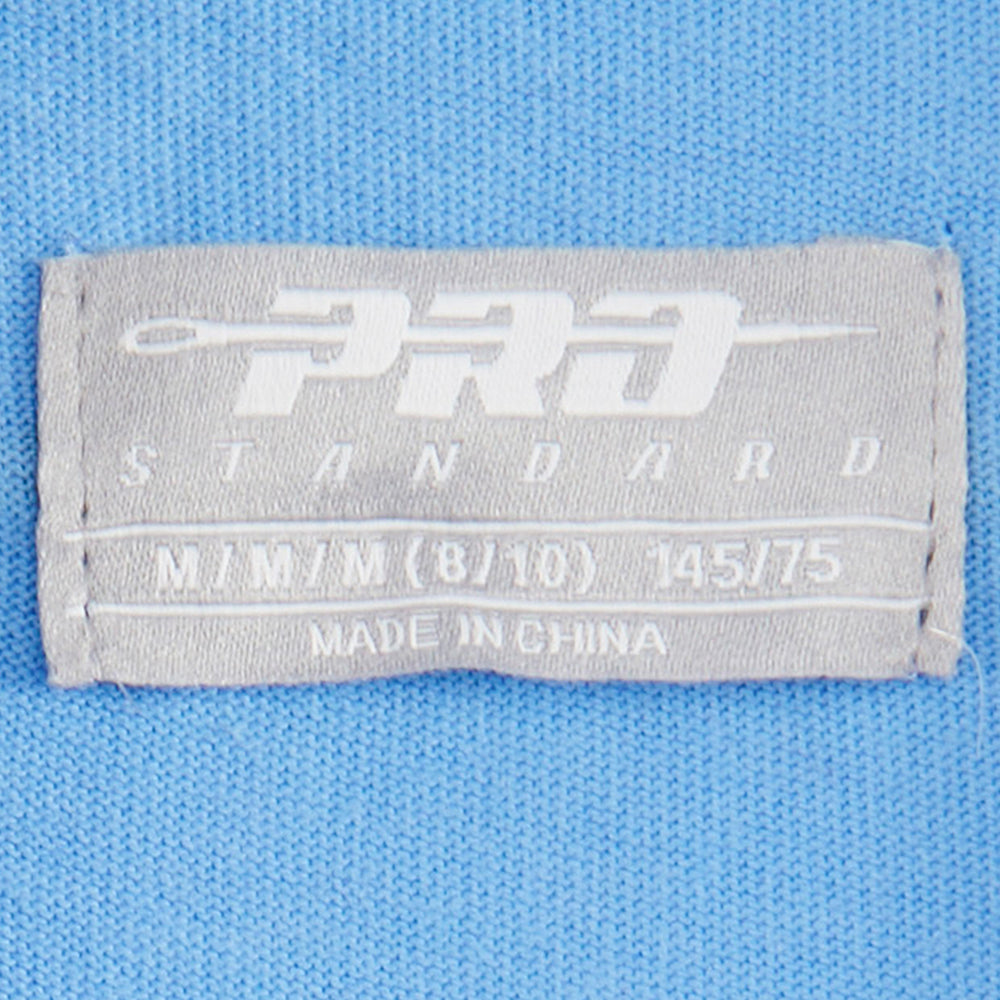 PRO
STANDARD
M/M/M (8/10) 145/75
MADE IN CHINA